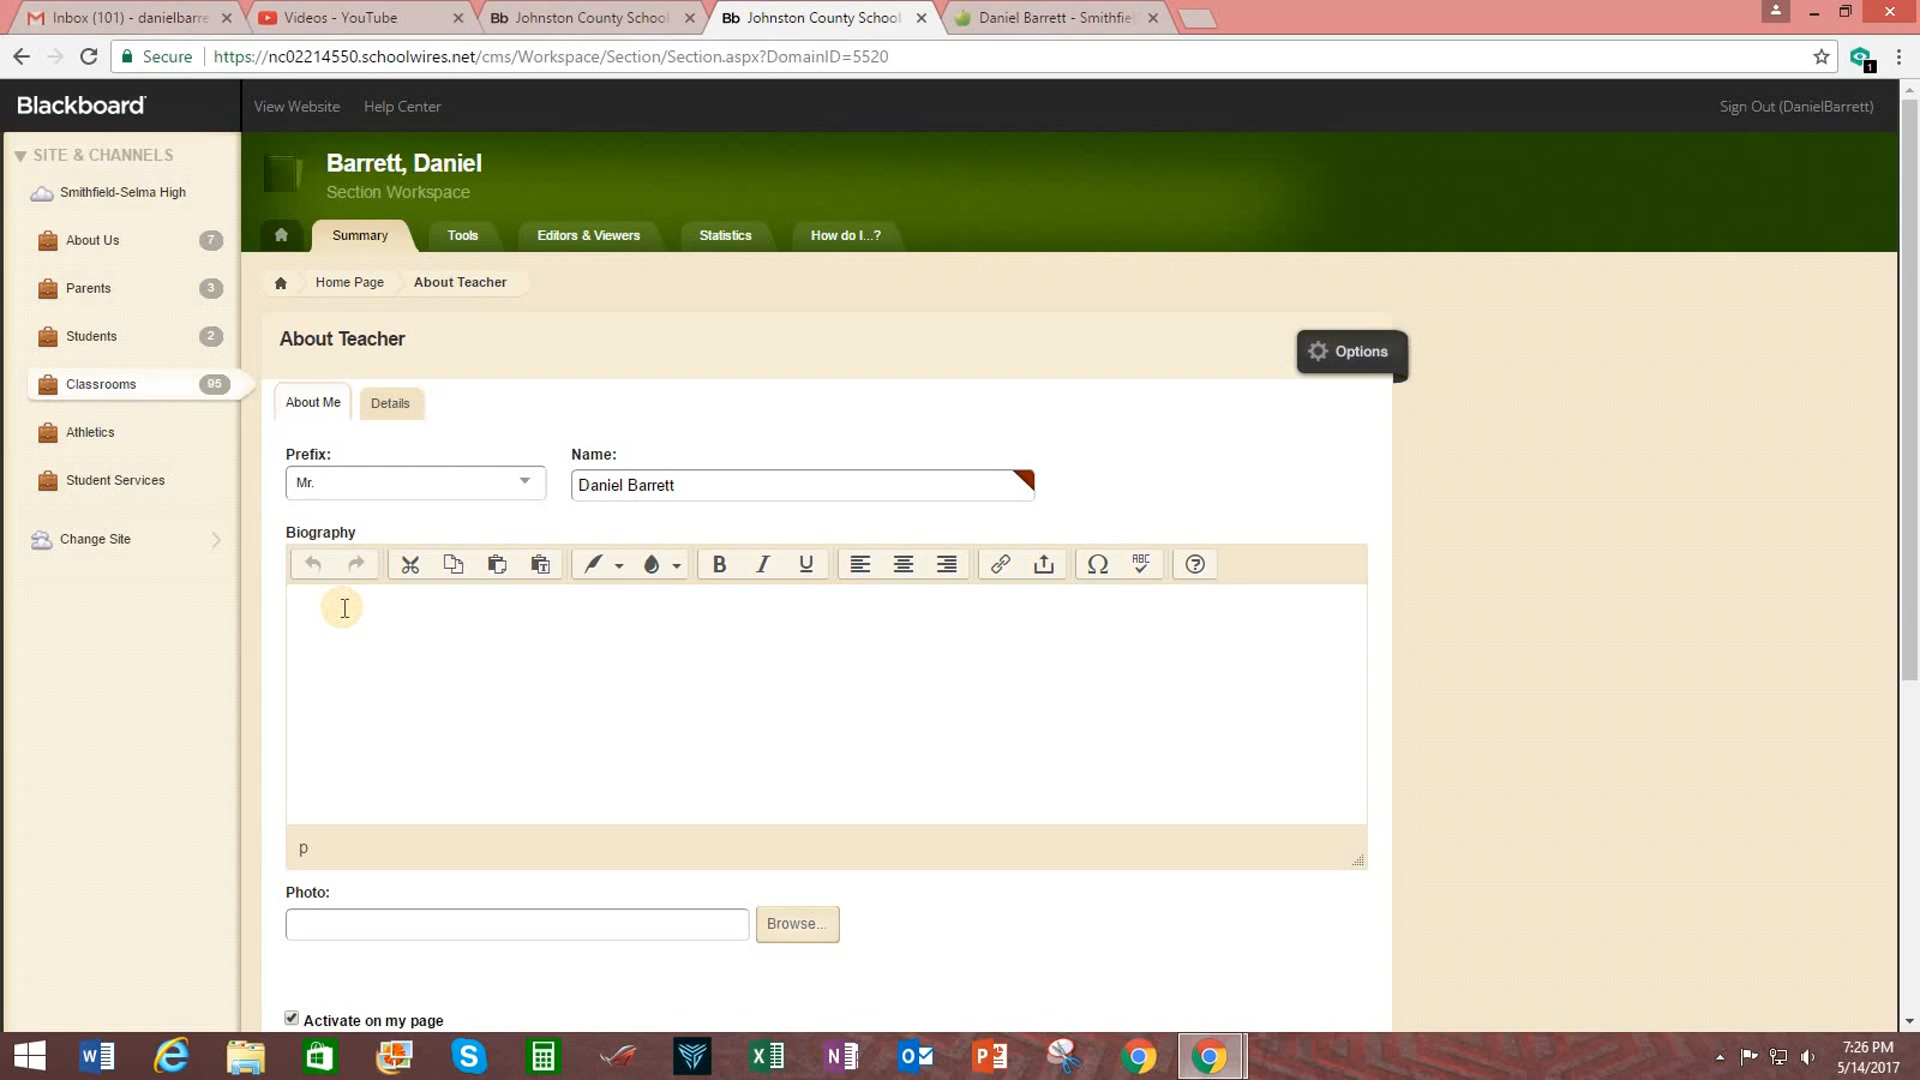 Inbox (101) - danielbarre
Videos - YouTube
Bb Johnston County School
Bb Johnston County School
Daniel Barrett - Smithfiel
Secure
https://nc02214550.schoolwires.net/cms/Workspace/Section/Section.aspx?DomainID=5520
1
Blackboard
View Website
Help Center
Sign Out (DanielBarrett)
SITE & CHANNELS
Smithfield-Selma High
About Us 7
Parents 3
Students 2
Classrooms 95
Athletics
Student Services
Change Site
Barrett, Daniel
Section Workspace
Summary
Tools
Editors & Viewers
Statistics
How do I...?
Home Page
About Teacher
About Teacher
Options
About Me
Details
Prefix:
Name:
Mr.
Daniel Barrett
Biography
B I U
Ω ABC ?
p
Photo:
Browse...
Activate on my page
7:26 PM
5/14/2017